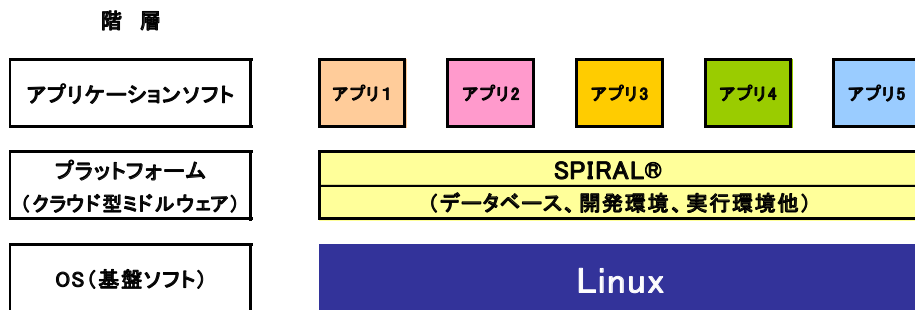 階 層
アプリケーションソフト
アプリ1
アプリ2
アプリ3
アプリ4
アプリ5
プラットフォーム
（クラウド型ミドルウェア）
SPIRAL®
（データベース、開発環境、実行環境他）
OS（基盤ソフト）
Linux